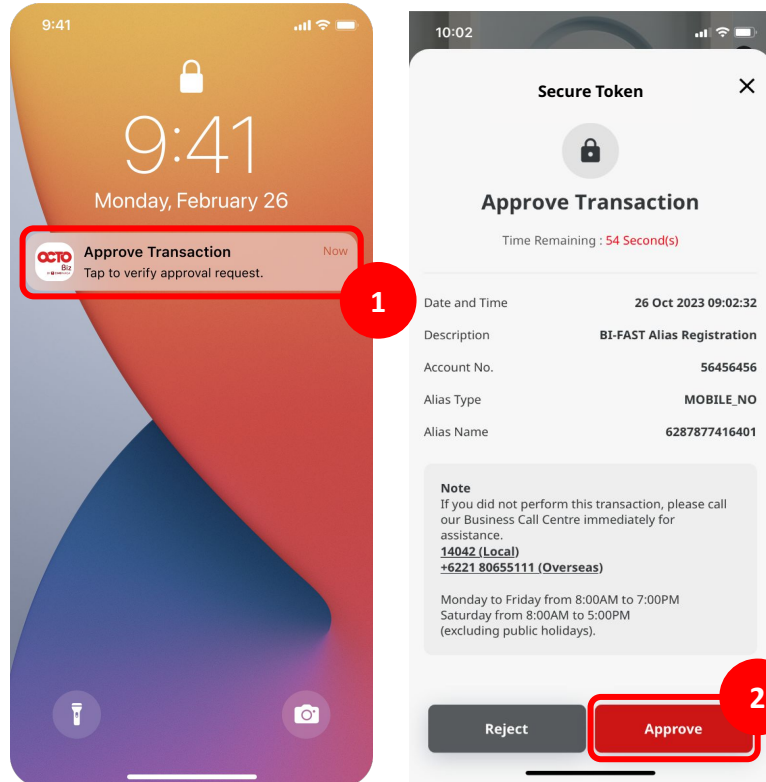 9:41
9:41
Monday, February 26
OCTO
Biz
Approve Transaction
Now
Tap to verify approval request.
1
10:02
Secure Token
Approve Transaction
Time Remaining : 54 Second(s)
Date and Time 26 Oct 2023 09:02:32
Description BI-FAST Alias Registration
Account No. 56456456
Alias Type MOBILE_NO
Alias Name 6287877416401
Note
If you did not perform this transaction, please call
our Business Call Centre immediately for
assistance.
14042 (Local)
+6221 80655111 (Overseas)
Monday to Friday from 8:00AM to 7:00PM
Saturday from 8:00AM to 5:00PM
(excluding public holidays).
Reject
Approve
2